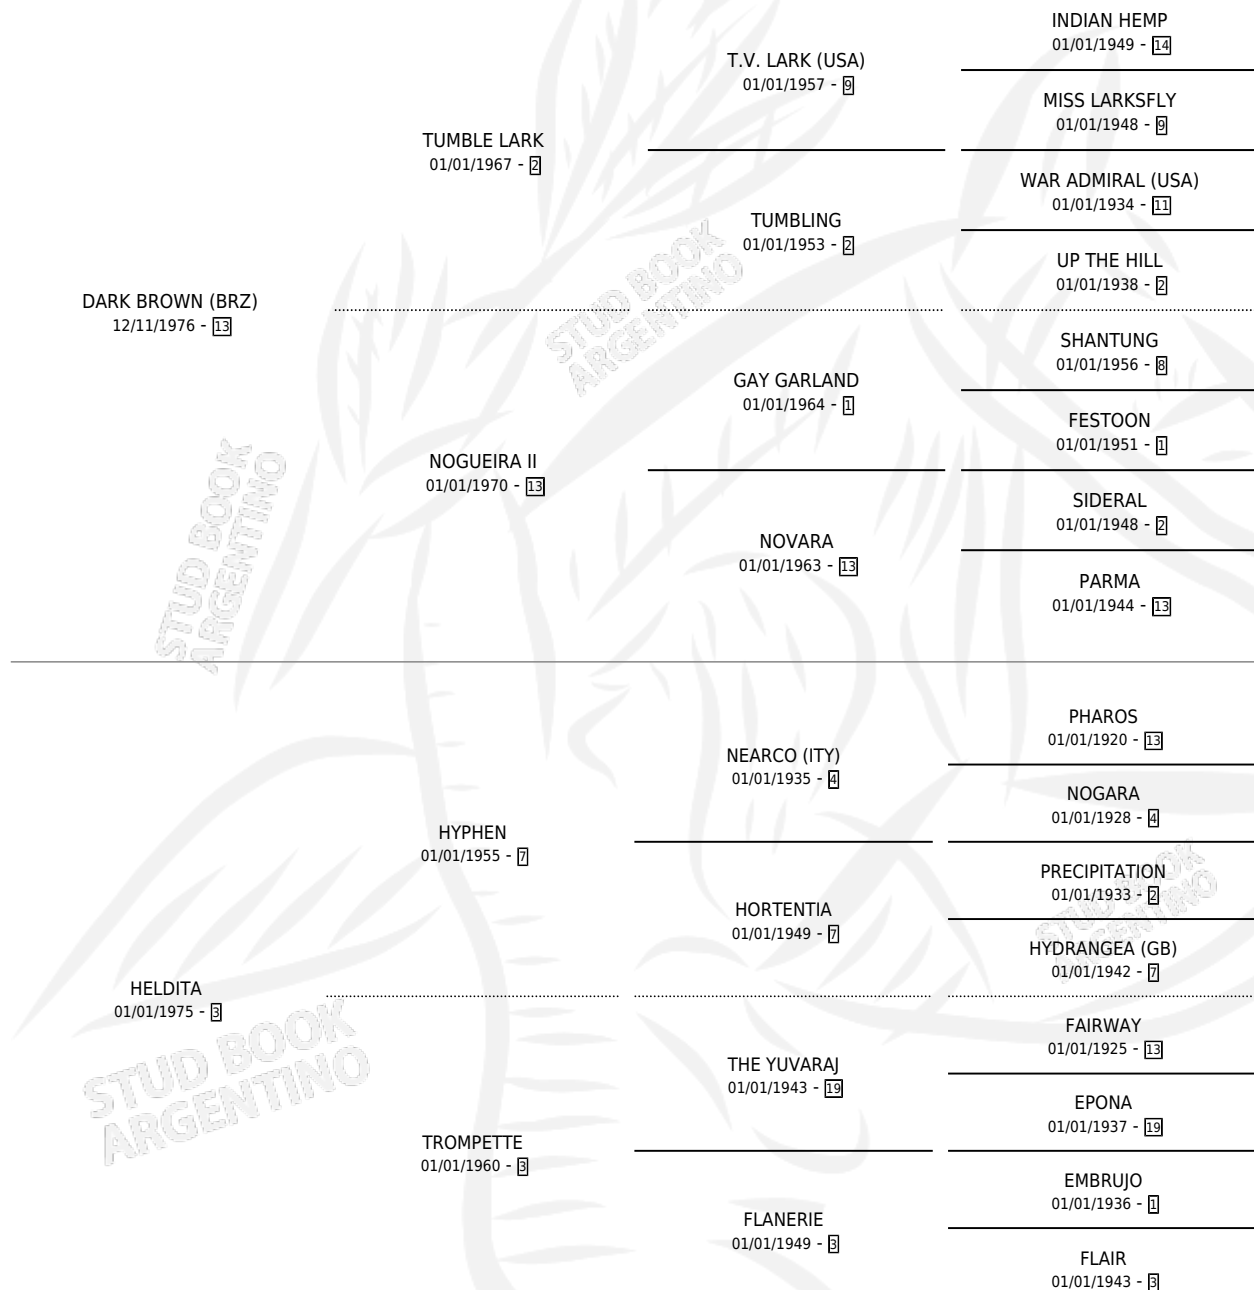 INDIAN HEMP
01/01/1949 - 14
T.V. LARK (USA)
01/01/1957 - 9
MISS LARKSFLY
01/01/1948 - 9
TUMBLE LARK
01/01/1967 - 2
WAR ADMIRAL (USA)
01/01/1934 - 11
TUMBLING
01/01/1953 - 2
UP THE HILL
01/01/1938 - 2
DARK BROWN (BRZ)
12/11/1976 - 13
SHANTUNG
01/01/1956 - 8
GAY GARLAND
01/01/1964 - 1
FESTOON
01/01/1951 - 1
NOGUEIRA II
01/01/1970 - 13
SIDERAL
01/01/1948 - 2
NOVARA
01/01/1963 - 13
PARMA
01/01/1944 - 13
PHAROS
01/01/1920 - 13
NEARCO (ITY)
01/01/1935 - 4
NOGARA
01/01/1928 - 4
HYPHEN
01/01/1955 - 7
PRECIPITATION
01/01/1933 - 2
HORTENTIA
01/01/1949 - 7
HYDRANGEA (GB)
01/01/1942 - 7
HELDITA
01/01/1975 - 3
FAIRWAY
01/01/1925 - 13
THE YUVARAJ
01/01/1943 - 19
EPONA
01/01/1937 - 19
TROMPETTE
01/01/1960 - 3
EMBRUJO
01/01/1936 - 1
FLANERIE
01/01/1949 - 3
FLAIR
01/01/1943 - 3
STUD BOOK
ARGENTINO
STUD BOOK
ARGENTINO
STUD BOOK
ARGENTINO
STUD BOOK
ARGENTINO